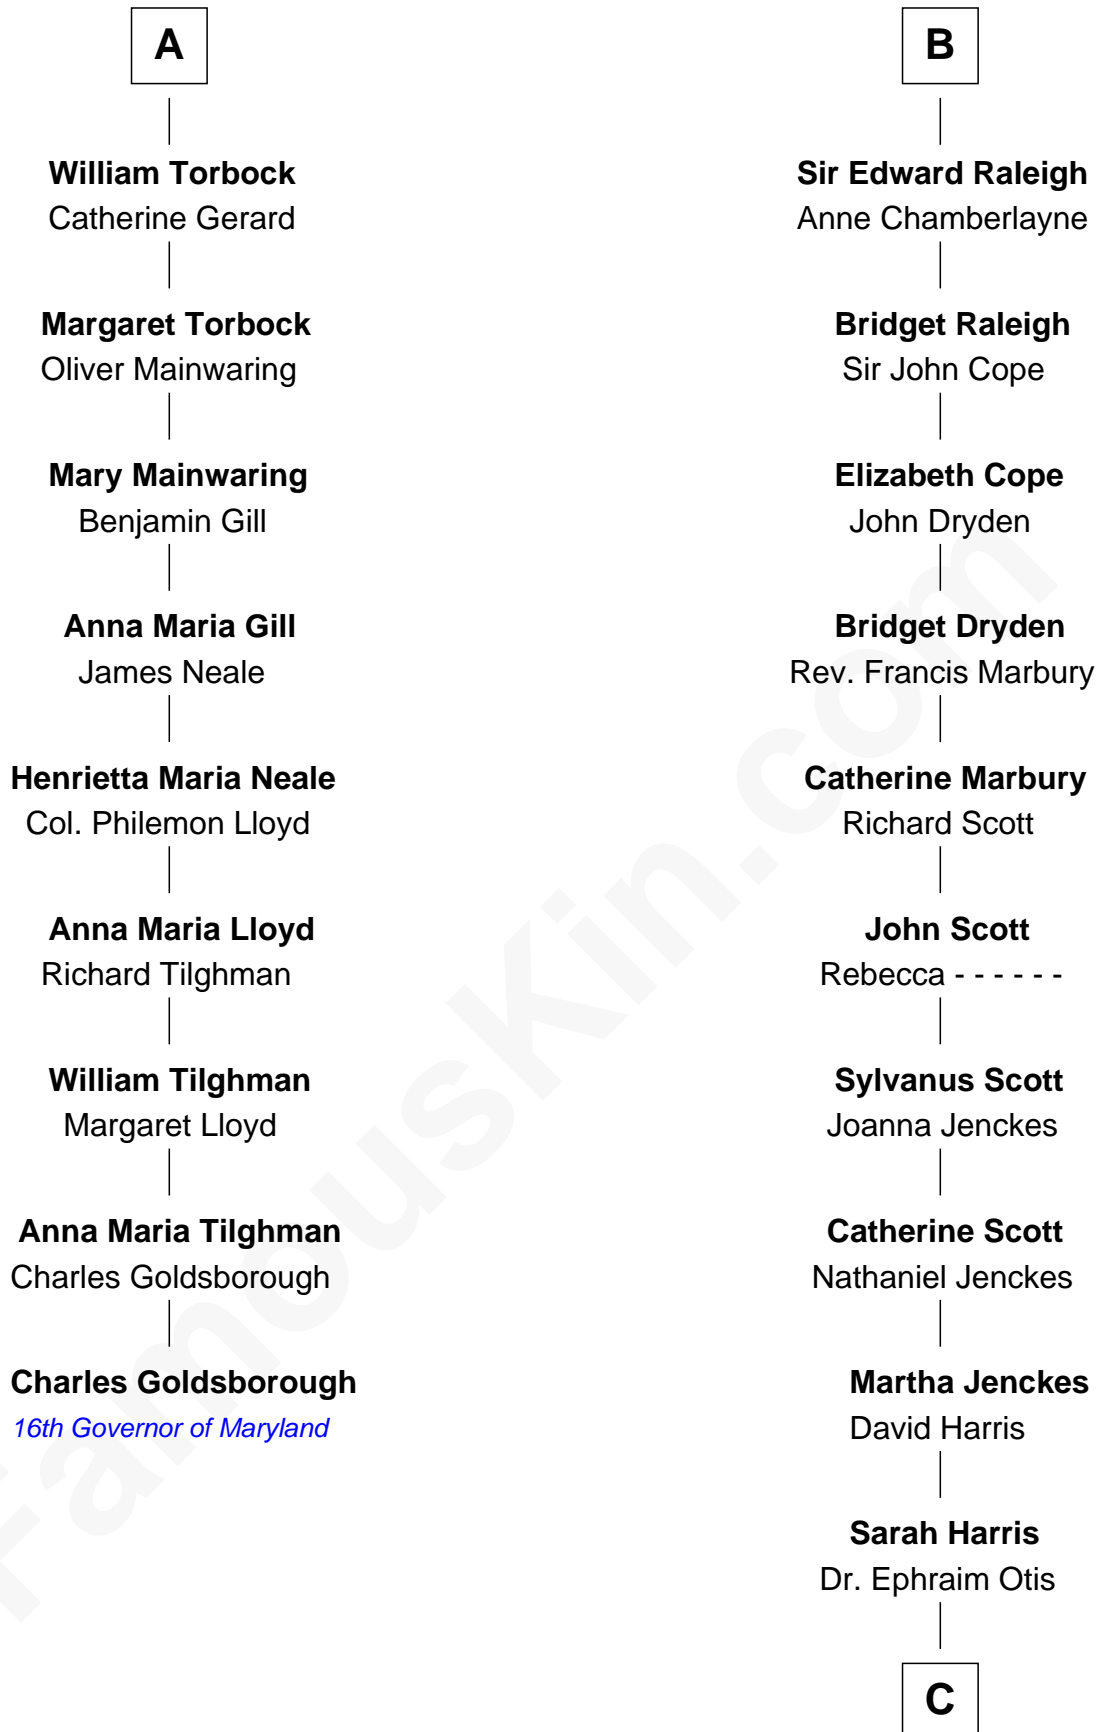 A
William Torbock
Catherine Gerard
Margaret Torbock
Oliver Mainwaring
Mary Mainwaring
Benjamin Gill
Anna Maria Gill
James Neale
Henrietta Maria Neale
Col. Philemon Lloyd
Anna Maria Lloyd
Richard Tilghman
William Tilghman
Margaret Lloyd
Anna Maria Tilghman
Charles Goldsborough
Charles Goldsborough
16th Governor of Maryland
B
Sir Edward Raleigh
Anne Chamberlayne
Bridget Raleigh
Sir John Cope
Elizabeth Cope
John Dryden
Bridget Dryden
Rev. Francis Marbury
Catherine Marbury
Richard Scott
John Scott
Rebecca - - - - - -
Sylvanus Scott
Joanna Jenckes
Catherine Scott
Nathaniel Jenckes
Martha Jenckes
David Harris
Sarah Harris
Dr. Ephraim Otis
C
FamousKin.com